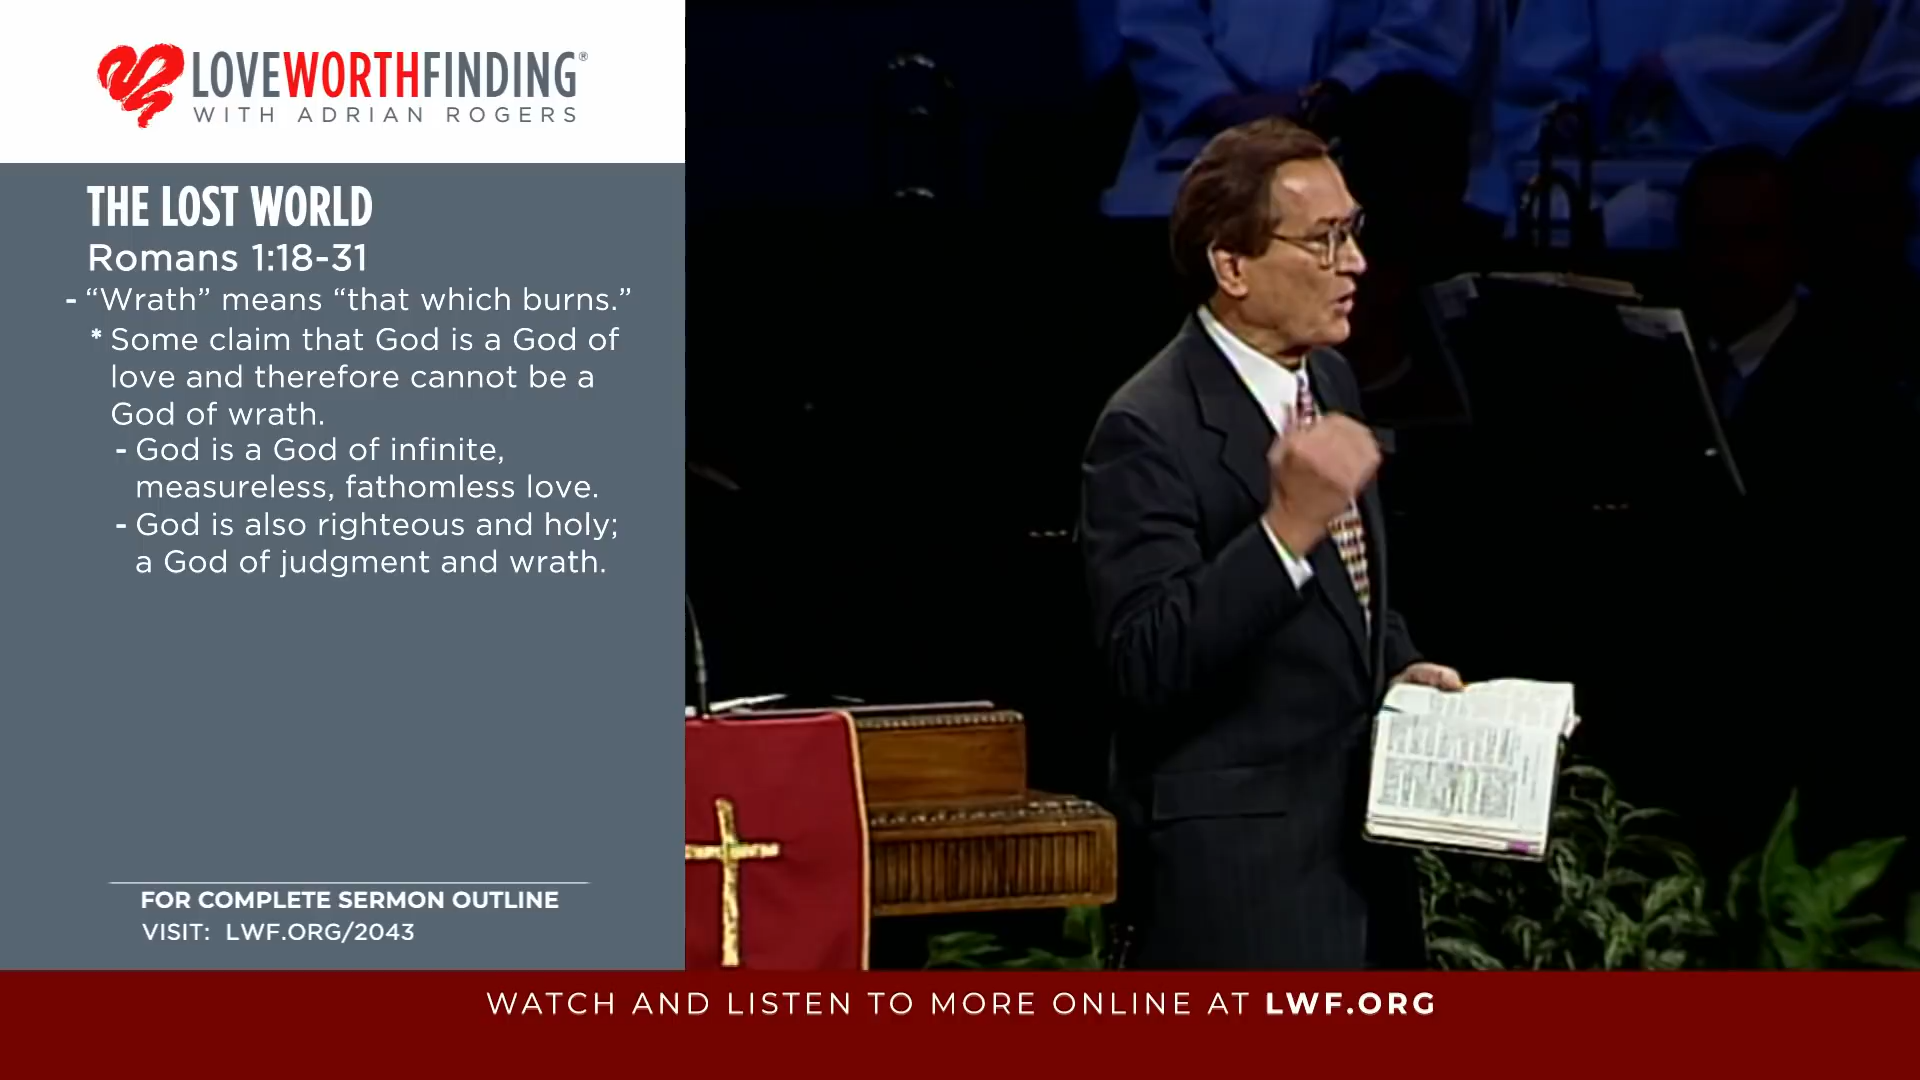 LOVEWORTHFINDING®
WITH ADRIAN ROGERS
THE LOST WORLD
Romans 1:18-31
- “Wrath” means “that which burns.”
* Some claim that God is a God of
love and therefore cannot be a
God of wrath.
- God is a God of infinite,
measureless, fathomless love.
- God is also righteous and holy;
a God of judgment and wrath.
FOR COMPLETE SERMON OUTLINE
VISIT: LWF.ORG/2043
WATCH AND LISTEN TO MORE ONLINE AT LWF.ORG